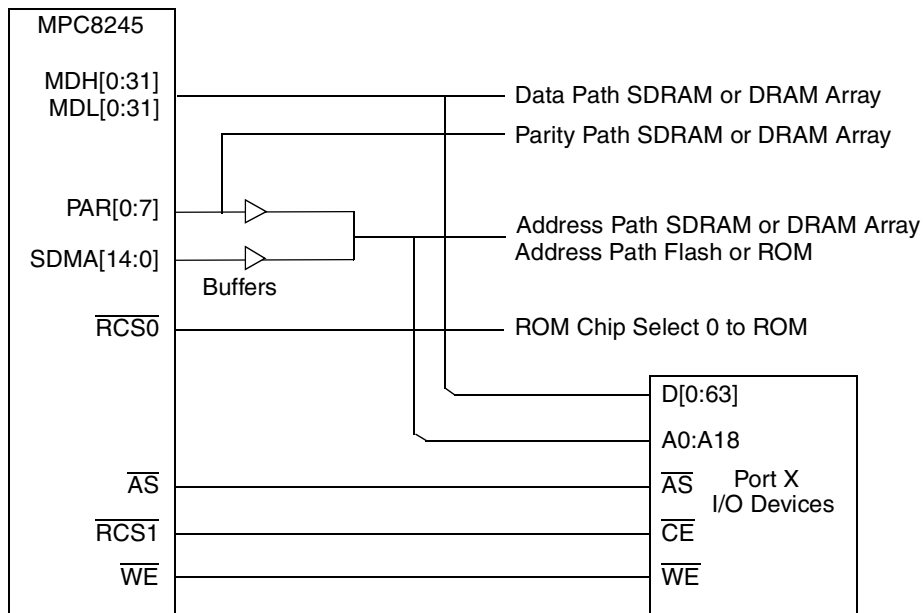 MPC8245
MDH[0:31]
MDL[0:31]
Data Path SDRAM or DRAM Array
Parity Path SDRAM or DRAM Array
PAR[0:7]
SDMA[14:0]
Buffers
Address Path SDRAM or DRAM Array
Address Path Flash or ROM
RCS0
ROM Chip Select 0 to ROM
D[0:63]
A0:A18
AS
AS
Port X
I/O Devices
RCS1
CE
WE
WE